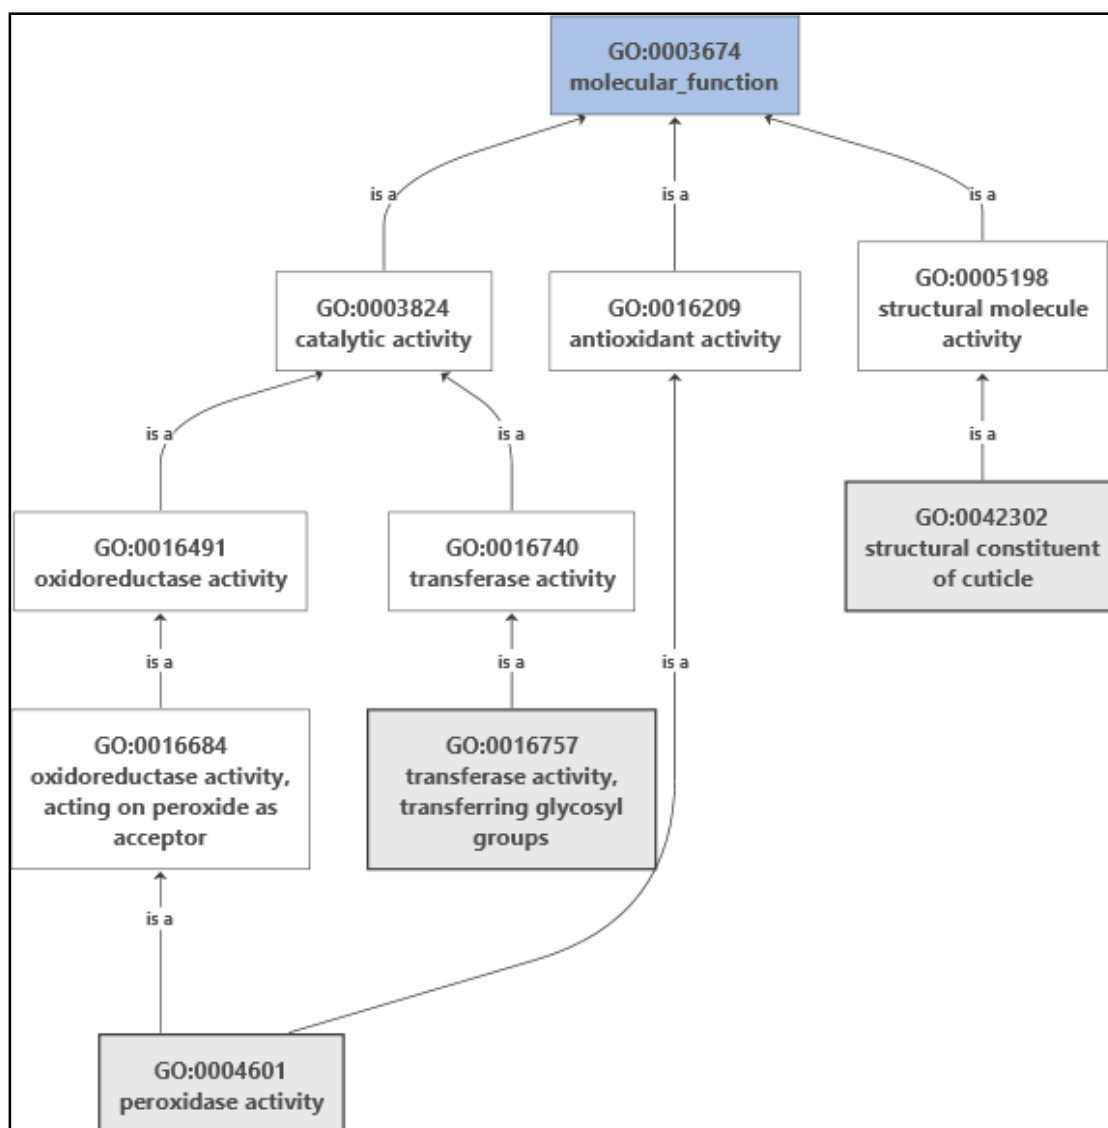 GO:0003674
molecular_function
is a
is a
is a
GO:0003824
catalytic activity
GO:0016209
antioxidant activity
GO:0005198
structural molecule
activity
is a
is a
is a
GO:0016491
oxidoreductase activity
GO:0016740
transferase activity
GO:0042302
structural constituent
of cuticle
is a
is a
is a
GO:0016684
oxidoreductase activity,
acting on peroxide as
acceptor
GO:0016757
transferase activity,
transferring glycosyl
groups
is a
GO:0004601
peroxidase activity